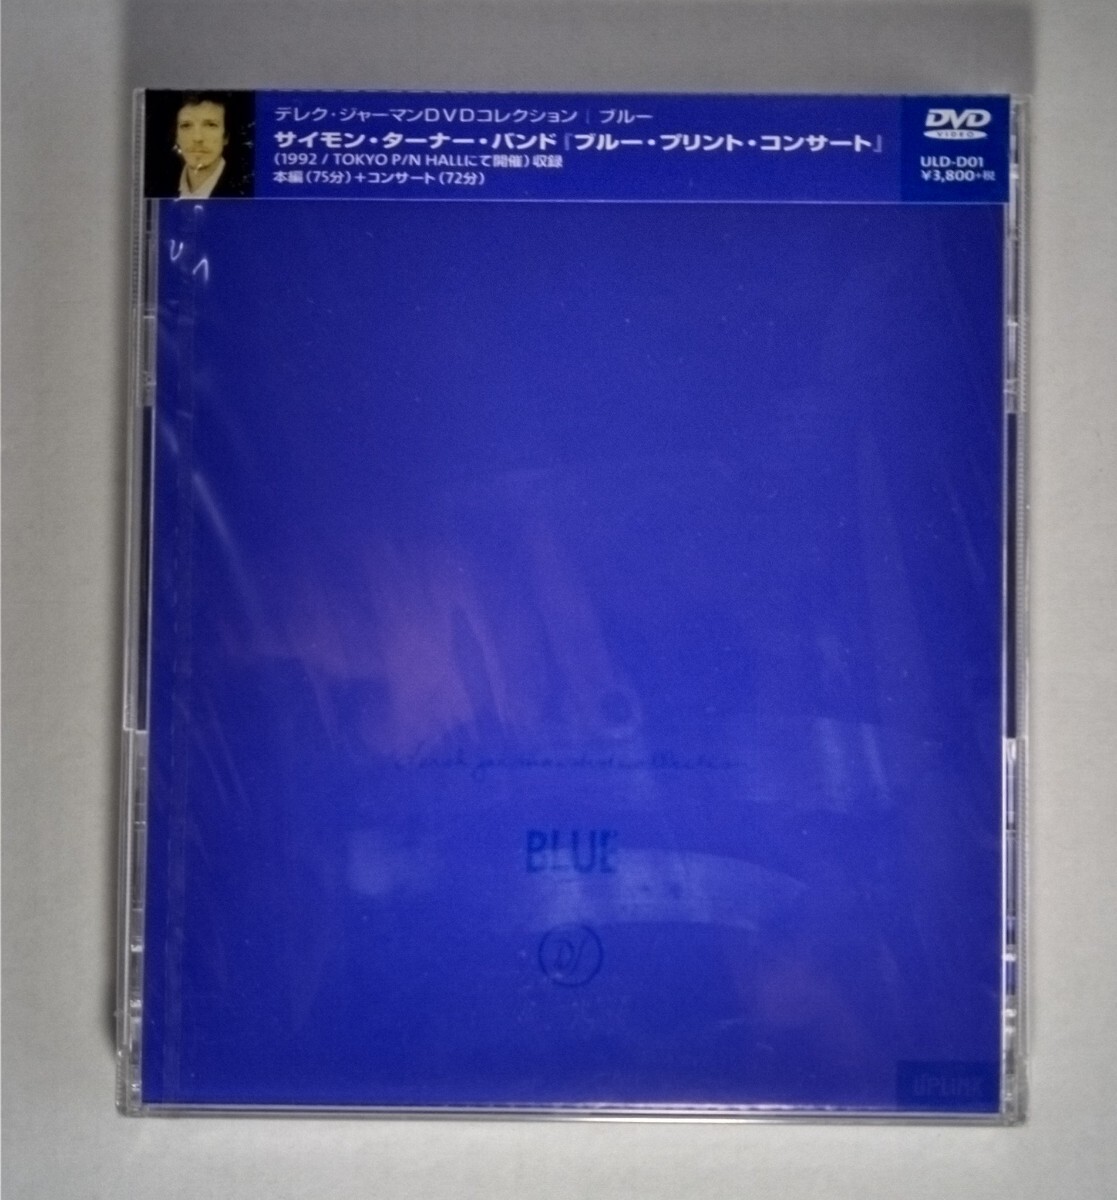 デレク・ジャーマンDVDコレクション｜ブルー
サイモン・ターナー・バンド『ブルー・プリント・コンサート』
(1992 / TOKYO P/N HALLにて開催) 収録
本編 (75分) + コンサート (72分)
DVD
VIDEO
ULD-D01
¥3,800+税
derek jarman dvd collection
BLUE
UPLINK